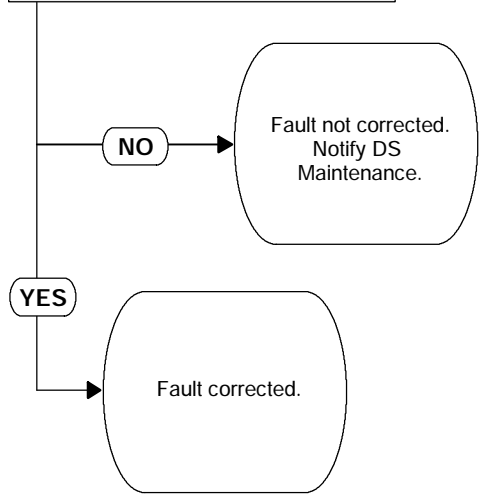 NO
Fault not corrected.
Notify DS
Maintenance.
YES
Fault corrected.